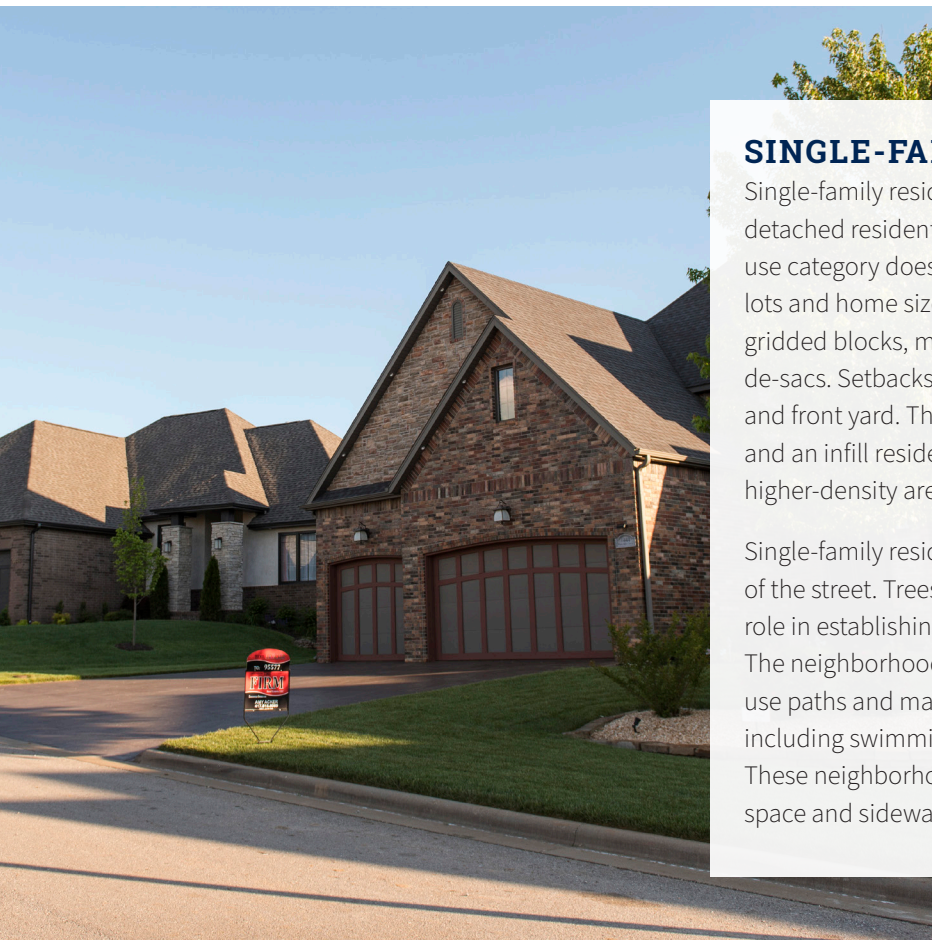 FIRM
SINGLE-FA
Single-family resid
detached resident
use category does
lots and home siz
gridded blocks, m
de-sacs. Setbacks
and front yard. Th
and an infill reside
higher-density are
Single-family resid
of the street. Trees
role in establishin
The neighborhood
use paths and ma
including swimmi
These neighborho
space and sidewa